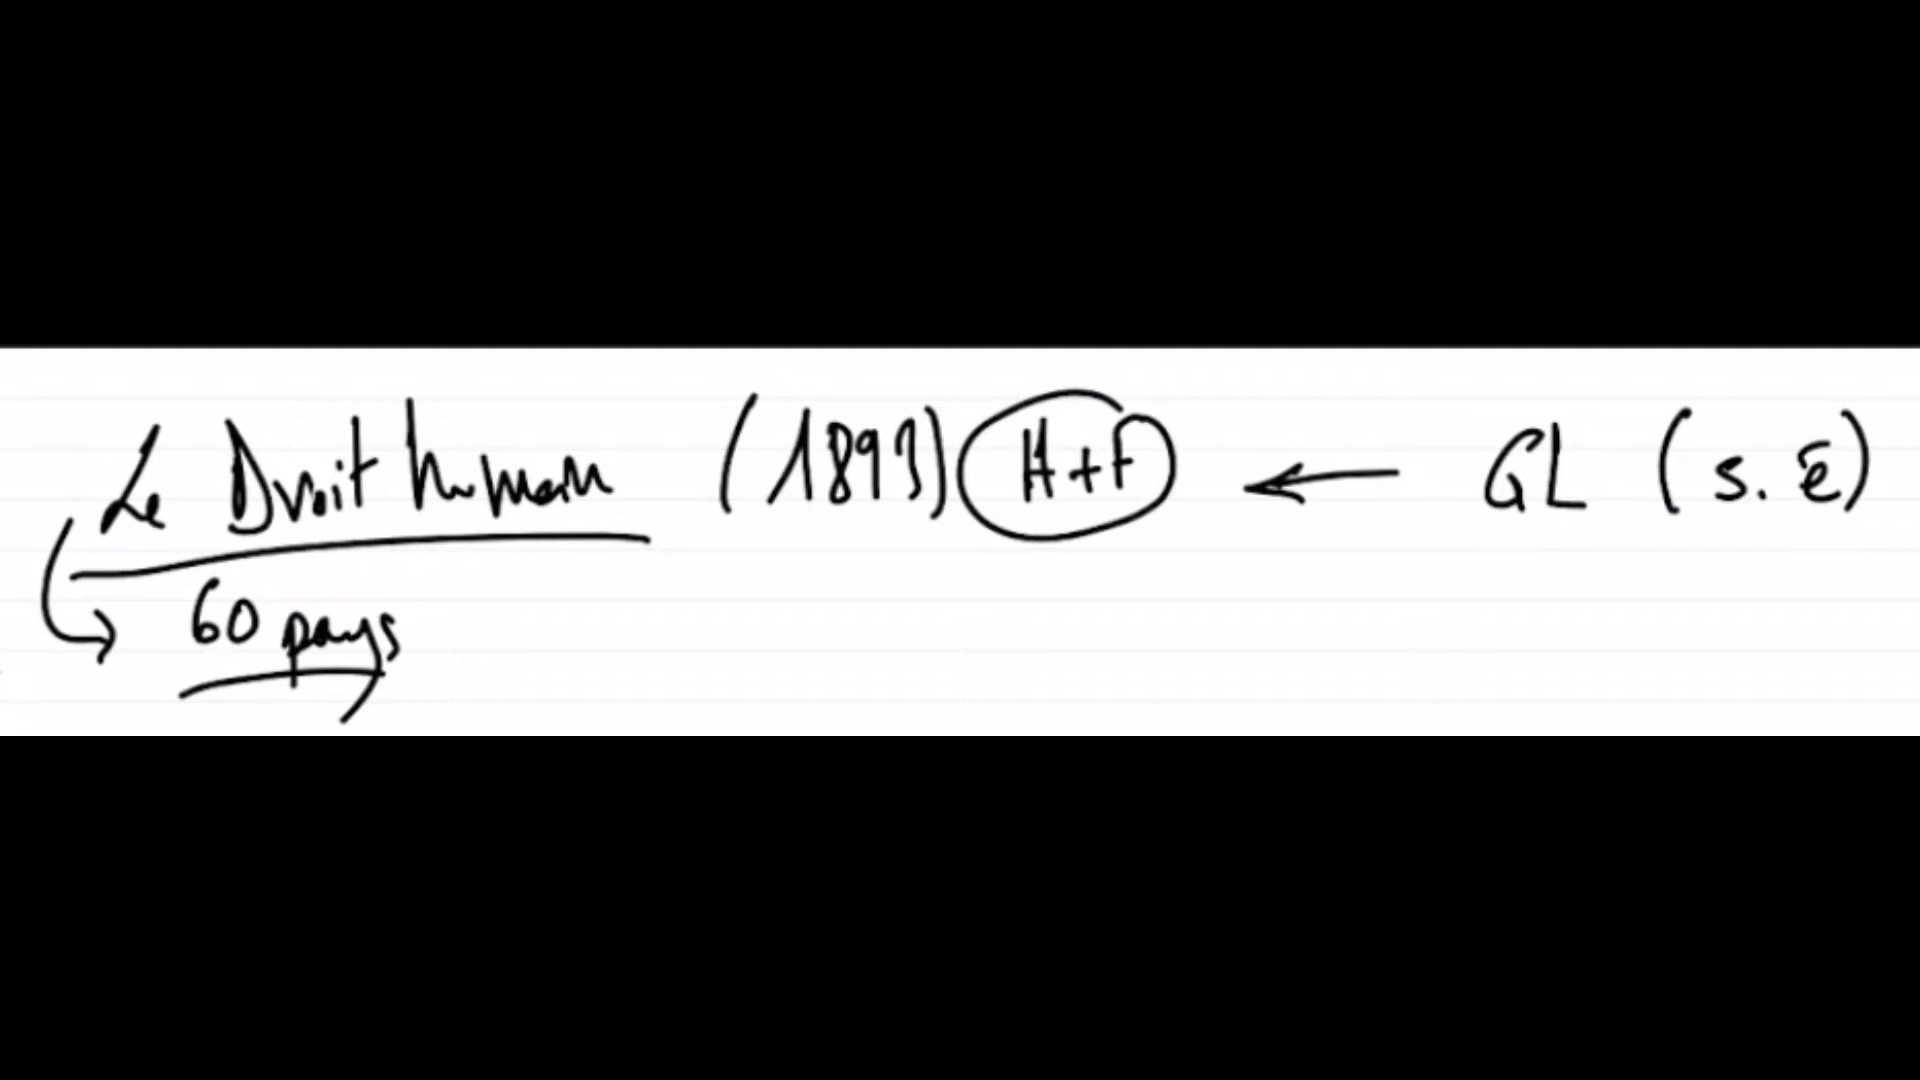 Le Droit humain (1893) H+F ← GL (S. E)
↳ 60 pays